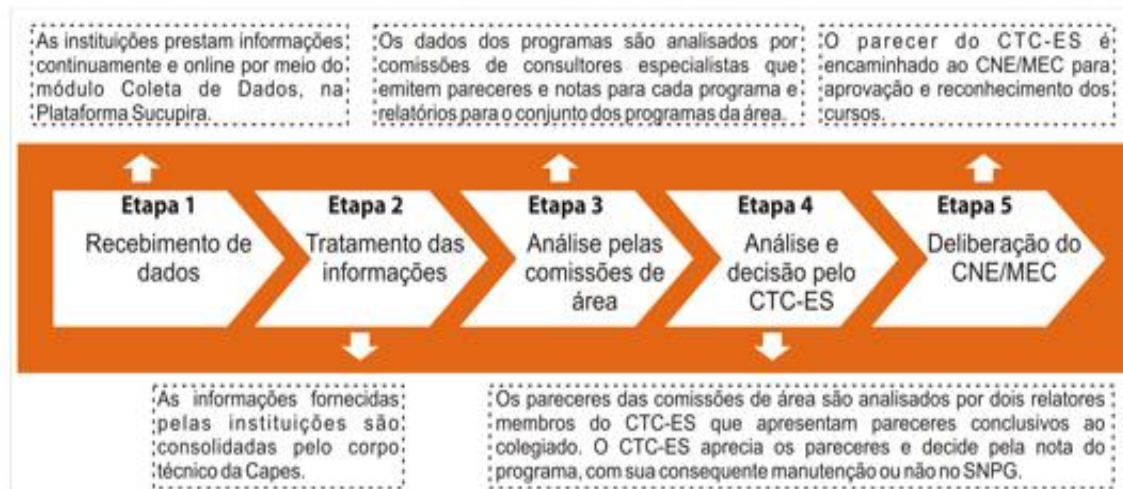 As instituições prestam informações
continuamente e online por meio do
módulo Coleta de Dados, na
Plataforma Sucupira.
Os dados dos programas são analisados por
comissões de consultores especialistas que
emitem pareceres e notas para cada programa e
relatórios para o conjunto dos programas da área.
O parecer do CTC-ES é
encaminhado ao CNE/MEC para
aprovação e reconhecimento dos
cursos.
Etapa 1
Recebimento de
dados
Etapa 2
Tratamento das
informações
Etapa 3
Análise pelas
comissões de
área
Etapa 4
Análise e
decisão pelo
CTC-ES
Etapa 5
Deliberação do
CNE/MEC
As informações fornecidas
pelas instituições são
consolidadas pelo corpo
técnico da Capes.
Os pareceres das comissões de área são analisados por dois relatores
membros do CTC-ES que apresentam pareceres conclusivos ao
colegiado. O CTC-ES aprecia os pareceres e decide pela nota do
programa, com sua consequente manutenção ou não no SNPG.